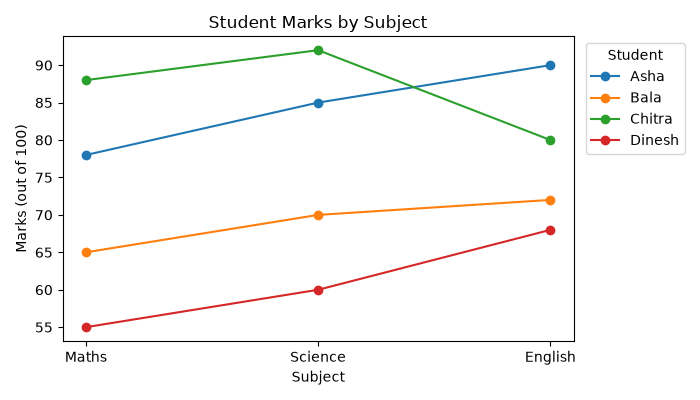 Student Marks by Subject
Marks (out of 100)
90
85
80
75
70
65
60
55
Maths Science English
Subject
Student
Asha
Bala
Chitra
Dinesh